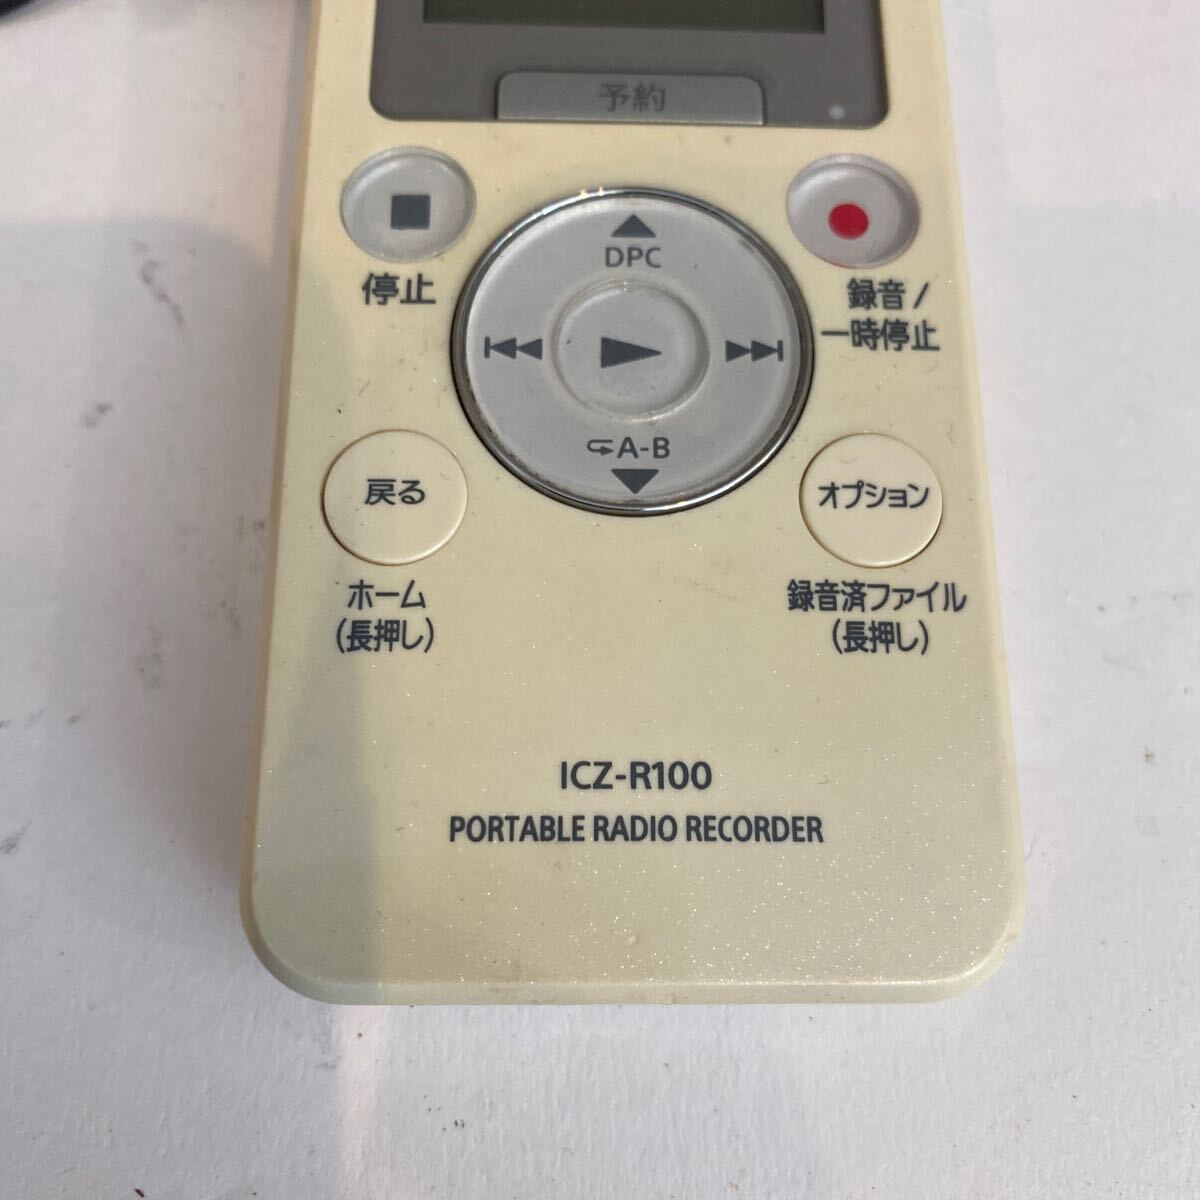 予約
停止
DPC
録音/
一時停止
A-B
戻る
オプション
ホーム
(長押し)
録音済ファイル
(長押し)
ICZ-R100
PORTABLE RADIO RECORDER